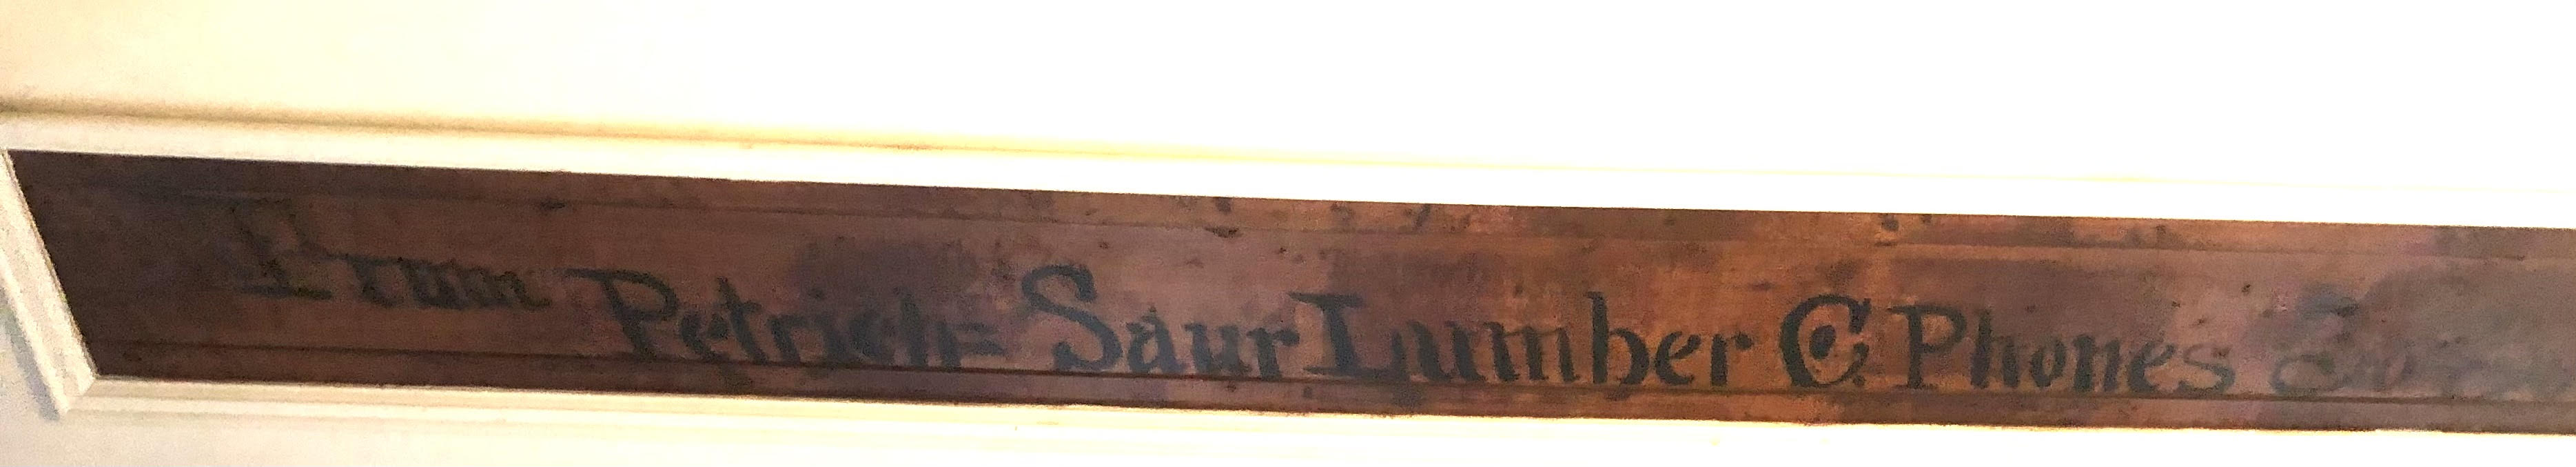 From Petrich= Saur Lumber Co. Phones